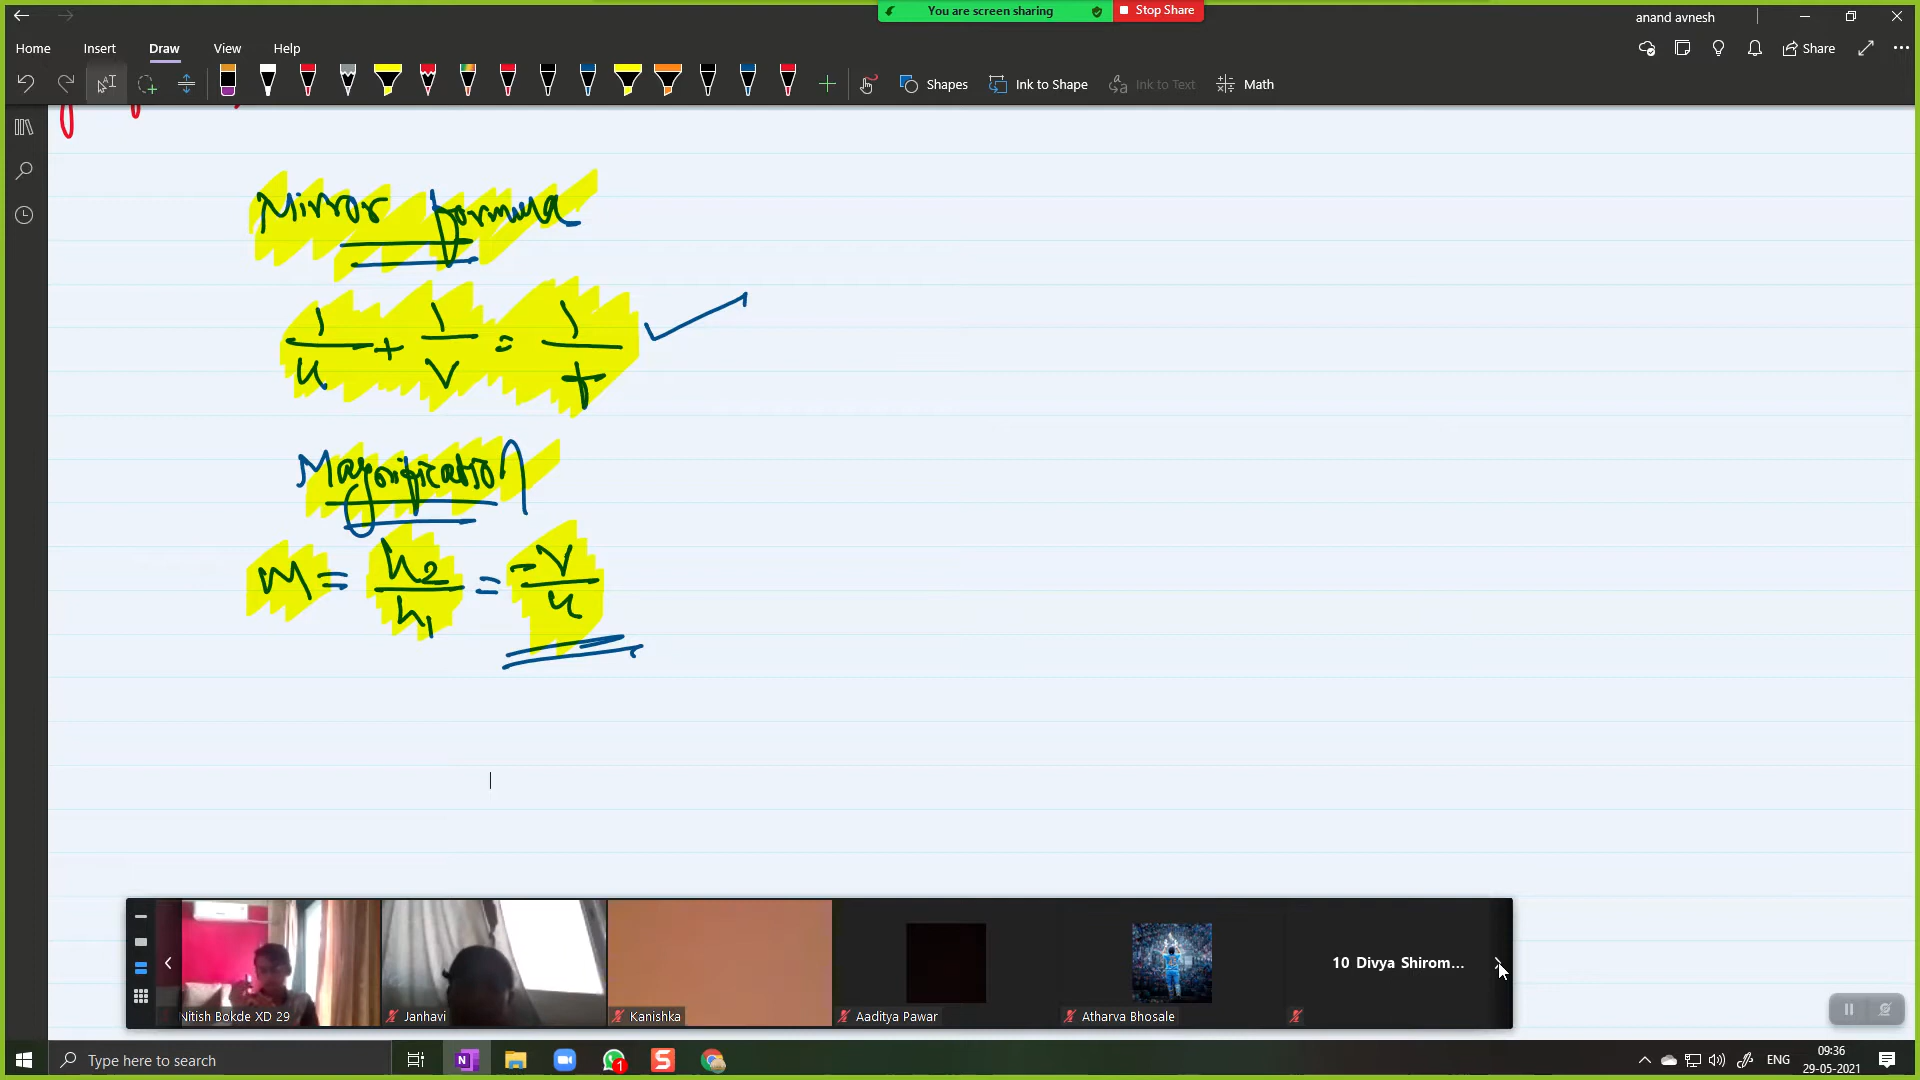 You are screen sharing Stop Share
anand avnesh
Home Insert Draw View Help
Share
Shapes Ink to Shape Ink to Text Math
Mirror formula
1/u + 1/v = 1/f
Magnification
m = h2/h1 = -v/u
10 Divya Shirom...
Nitish Bokde XD 29 Janhavi Kanishka Aaditya Pawar Atharva Bhosale
Type here to search
N
1
S
ENG
09:36
29-05-2021